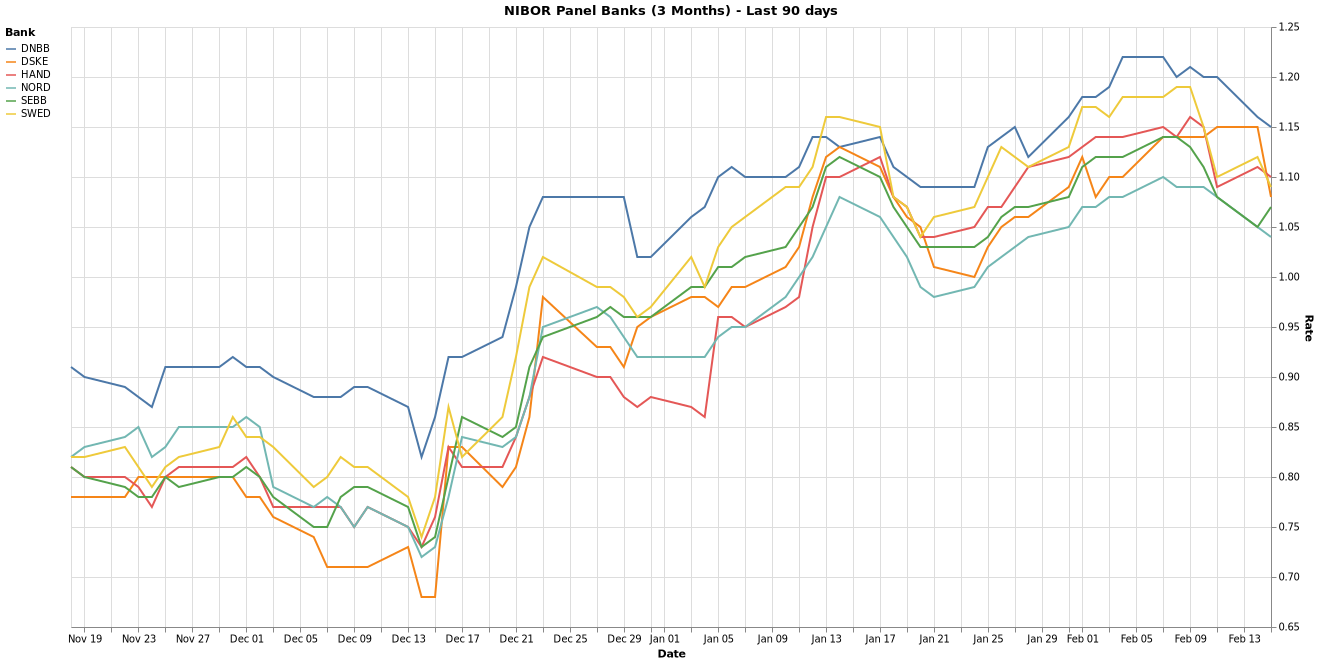 NIBOR Panel Banks (3 Months) - Last 90 days
Bank
DNBB
DSKE
HAND
NORD
SEBB
SWED
1.25
1.20
1.15
1.10
1.05
1.00
0.95
0.90
0.85
0.80
0.75
0.70
0.65
Rate
Nov 19 Nov 23 Nov 27 Dec 01 Dec 05 Dec 09 Dec 13 Dec 17 Dec 21 Dec 25 Dec 29 Jan 01 Jan 05 Jan 09 Jan 13 Jan 17 Jan 21 Jan 25 Jan 29 Feb 01 Feb 05 Feb 09 Feb 13
Date